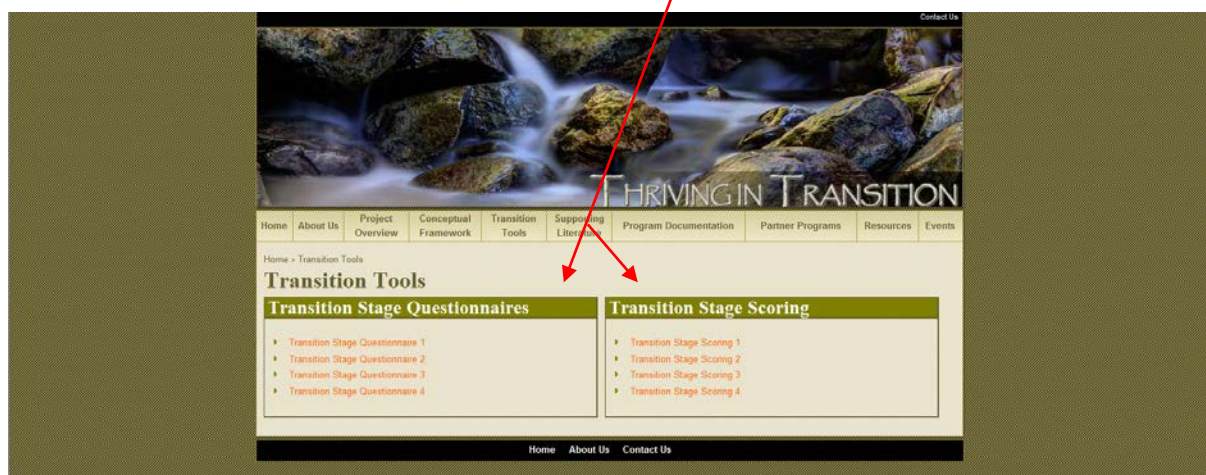 Contact Us
THRIVING IN TRANSITION
Home About Us Project Overview Conceptual Framework Transition Tools Supporting Literature Program Documentation Partner Programs Resources Events
Home » Transition Tools
Transition Tools
Transition Stage Questionnaires
Transition Stage Questionnaire 1
Transition Stage Questionnaire 2
Transition Stage Questionnaire 3
Transition Stage Questionnaire 4
Transition Stage Scoring
Transition Stage Scoring 1
Transition Stage Scoring 2
Transition Stage Scoring 3
Transition Stage Scoring 4
Home About Us Contact Us